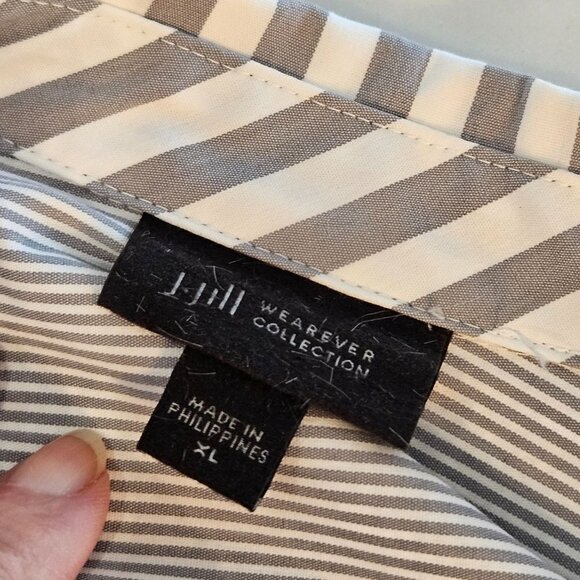 J.Jill
WEAREVER
COLLECTION
MADE IN
PHILIPPINES
XL